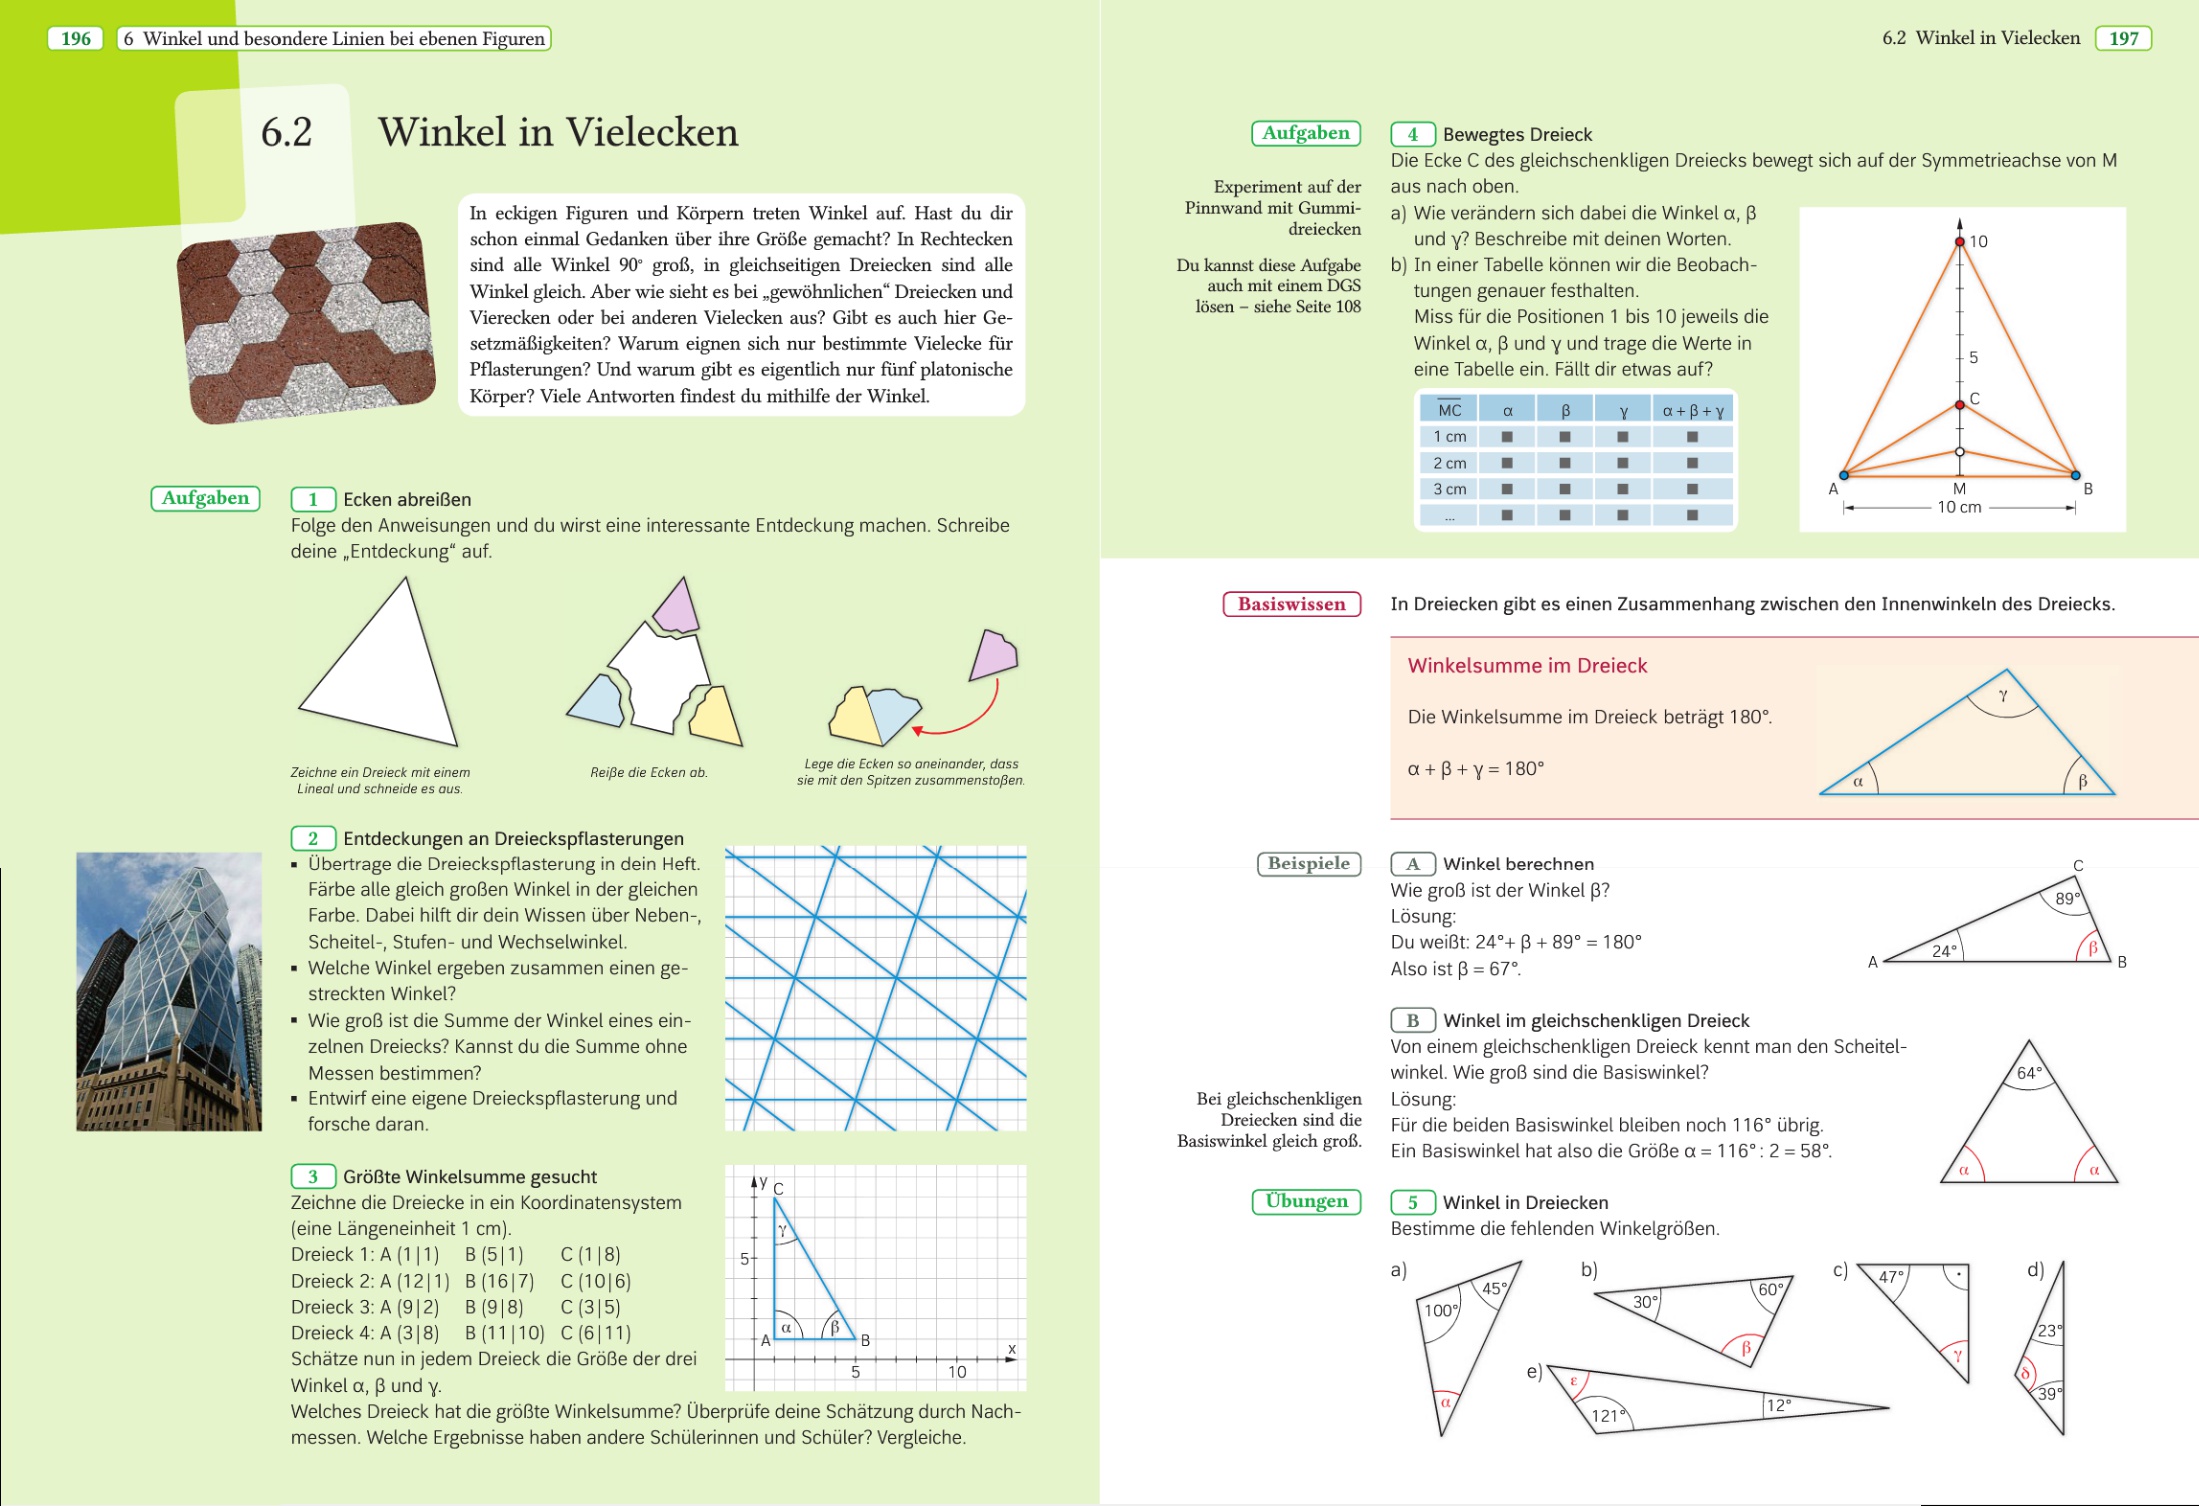 196
6 Winkel und besondere Linien bei ebenen Figuren
6.2 Winkel in Vielecken
In eckigen Figuren und Körpern treten Winkel auf. Hast du dir
schon einmal Gedanken über ihre Größe gemacht? In Rechtecken
sind alle Winkel 90° groß, in gleichseitigen Dreiecken sind alle
Winkel gleich. Aber wie sieht es bei „gewöhnlichen“ Dreiecken und
Vierecken oder bei anderen Vielecken aus? Gibt es auch hier Ge-
setzmäßigkeiten? Warum eignen sich nur bestimmte Vielecke für
Pflasterungen? Und warum gibt es eigentlich nur fünf platonische
Körper? Viele Antworten findest du mithilfe der Winkel.
Aufgaben
1 Ecken abreißen
Folge den Anweisungen und du wirst eine interessante Entdeckung machen. Schreibe
deine „Entdeckung“ auf.
Zeichne ein Dreieck mit einem
Lineal und schneide es aus.
Reiße die Ecken ab.
Lege die Ecken so aneinander, dass
sie mit den Spitzen zusammenstoßen.
2 Entdeckungen an Dreieckspflasterungen
▪ Übertrage die Dreieckspflasterung in dein Heft.
Färbe alle gleich großen Winkel in der gleichen
Farbe. Dabei hilft dir dein Wissen über Neben-,
Scheitel-, Stufen- und Wechselwinkel.
▪ Welche Winkel ergeben zusammen einen ge-
streckten Winkel?
▪ Wie groß ist die Summe der Winkel eines ein-
zelnen Dreiecks? Kannst du die Summe ohne
Messen bestimmen?
▪ Entwirf eine eigene Dreieckspflasterung und
forsche daran.
3 Größte Winkelsumme gesucht
Zeichne die Dreiecke in ein Koordinatensystem
(eine Längeneinheit 1 cm).
Dreieck 1: A (1|1) B (5|1) C (1|8)
Dreieck 2: A (12|1) B (16|7) C (10|6)
Dreieck 3: A (9|2) B (9|8) C (3|5)
Dreieck 4: A (3|8) B (11|10) C (6|11)
Schätze nun in jedem Dreieck die Größe der drei
Winkel α, β und γ.
Welches Dreieck hat die größte Winkelsumme? Überprüfe deine Schätzung durch Nach-
messen. Welche Ergebnisse haben andere Schülerinnen und Schüler? Vergleiche.
y
C
γ
5
α
β
A
B
x
5
10
6.2 Winkel in Vielecken
197
Aufgaben
Experiment auf der
Pinnwand mit Gummi-
dreiecken
Du kannst diese Aufgabe
auch mit einem DGS
lösen – siehe Seite 108
4 Bewegtes Dreieck
Die Ecke C des gleichschenkligen Dreiecks bewegt sich auf der Symmetrieachse von M
aus nach oben.
a) Wie verändern sich dabei die Winkel α, β
und γ? Beschreibe mit deinen Worten.
b) In einer Tabelle können wir die Beobach-
tungen genauer festhalten.
Miss für die Positionen 1 bis 10 jeweils die
Winkel α, β und γ und trage die Werte in
eine Tabelle ein. Fällt dir etwas auf?
MC α β γ α + β + γ
1 cm ■ ■ ■ ■
2 cm ■ ■ ■ ■
3 cm ■ ■ ■ ■
... ■ ■ ■ ■
10
5
C
A
M
B
10 cm
Basiswissen
In Dreiecken gibt es einen Zusammenhang zwischen den Innenwinkeln des Dreiecks.
Winkelsumme im Dreieck
Die Winkelsumme im Dreieck beträgt 180°.
α + β + γ = 180°
γ
α
β
Beispiele
A Winkel berechnen
Wie groß ist der Winkel β?
Lösung:
Du weißt: 24°+ β + 89° = 180°
Also ist β = 67°.
C
89°
24°
β
A
B
B Winkel im gleichschenkligen Dreieck
Von einem gleichschenkligen Dreieck kennt man den Scheitel-
winkel. Wie groß sind die Basiswinkel?
Lösung:
Für die beiden Basiswinkel bleiben noch 116° übrig.
Ein Basiswinkel hat also die Größe α = 116° : 2 = 58°.
Bei gleichschenkligen
Dreiecken sind die
Basiswinkel gleich groß.
64°
α
α
Übungen
5 Winkel in Dreiecken
Bestimme die fehlenden Winkelgrößen.
a)
100°
45°
α
b)
30°
60°
β
c)
47°
γ
d)
23°
δ
39°
e)
ε
121°
12°